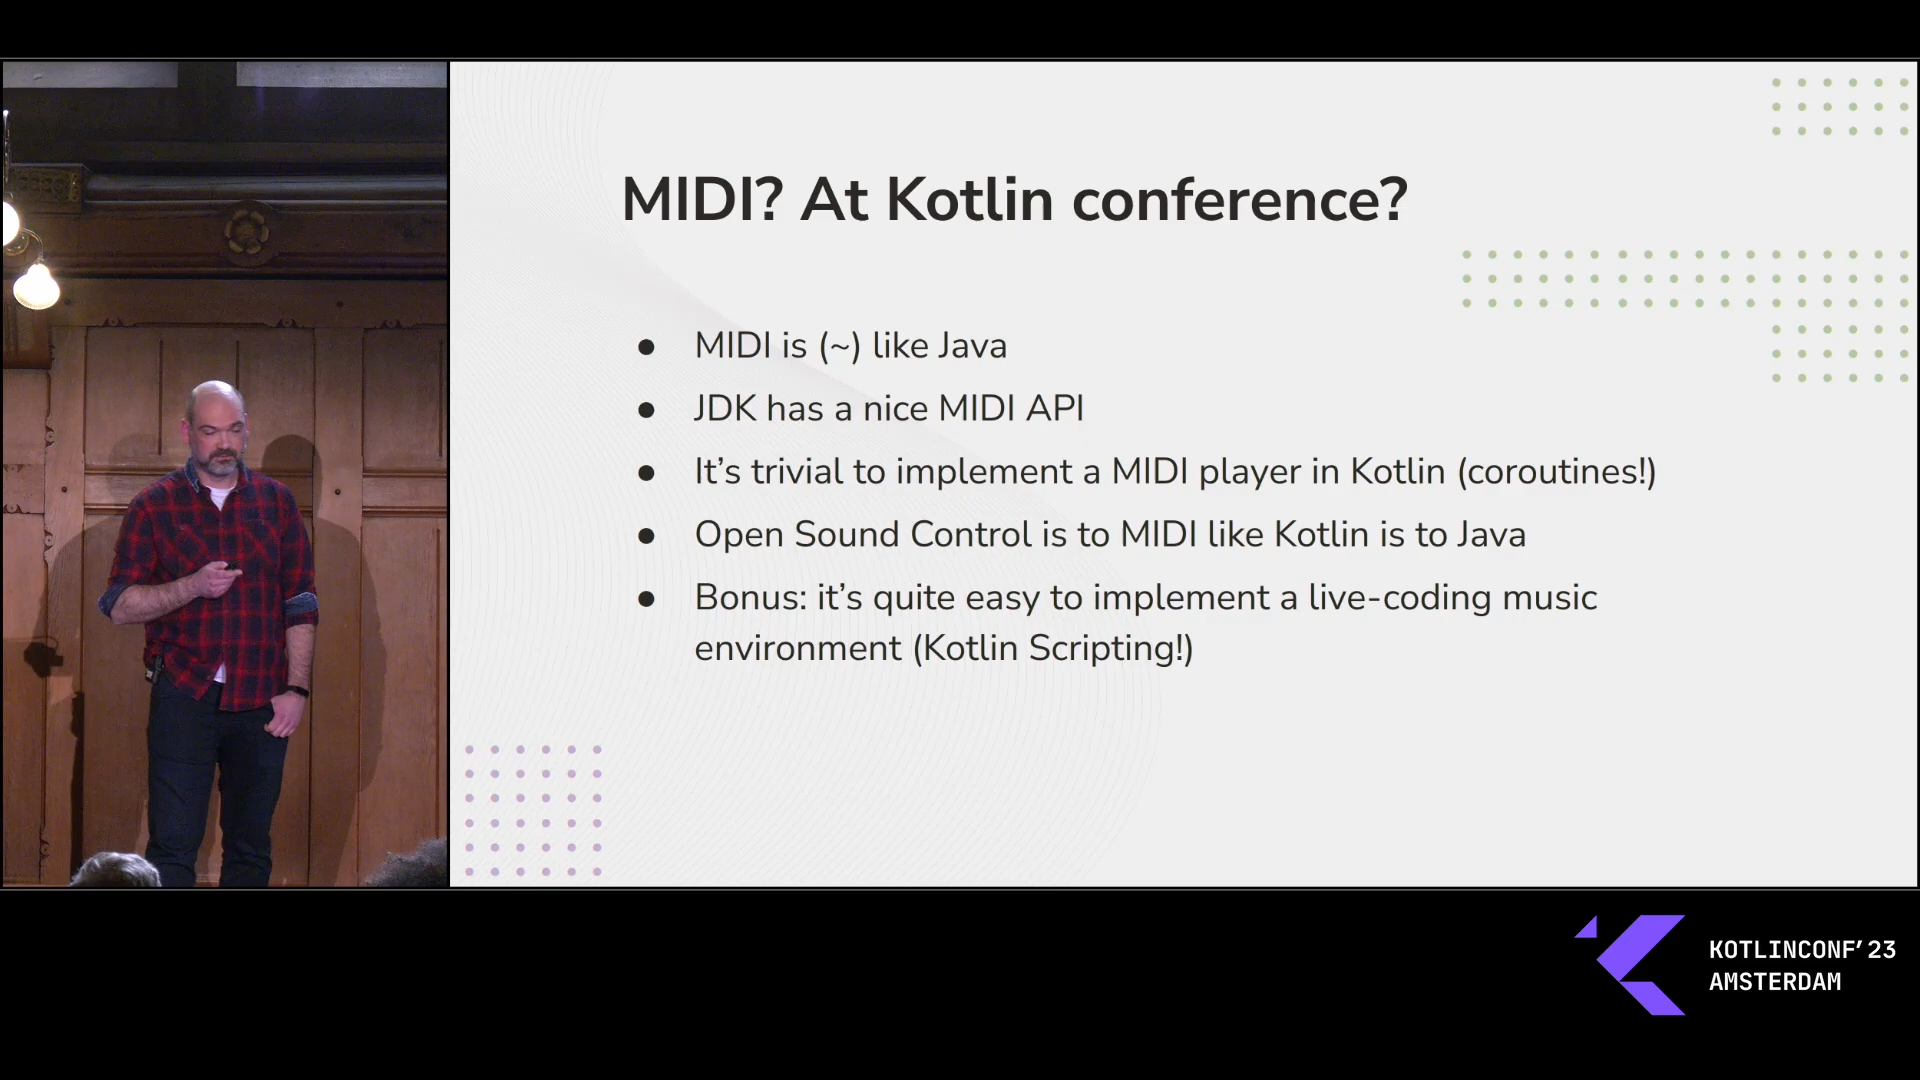 MIDI? At Kotlin conference?
● MIDI is (~) like Java
● JDK has a nice MIDI API
● It’s trivial to implement a MIDI player in Kotlin (coroutines!)
● Open Sound Control is to MIDI like Kotlin is to Java
● Bonus: it’s quite easy to implement a live-coding music
environment (Kotlin Scripting!)
KOTLINCONF’23
AMSTERDAM